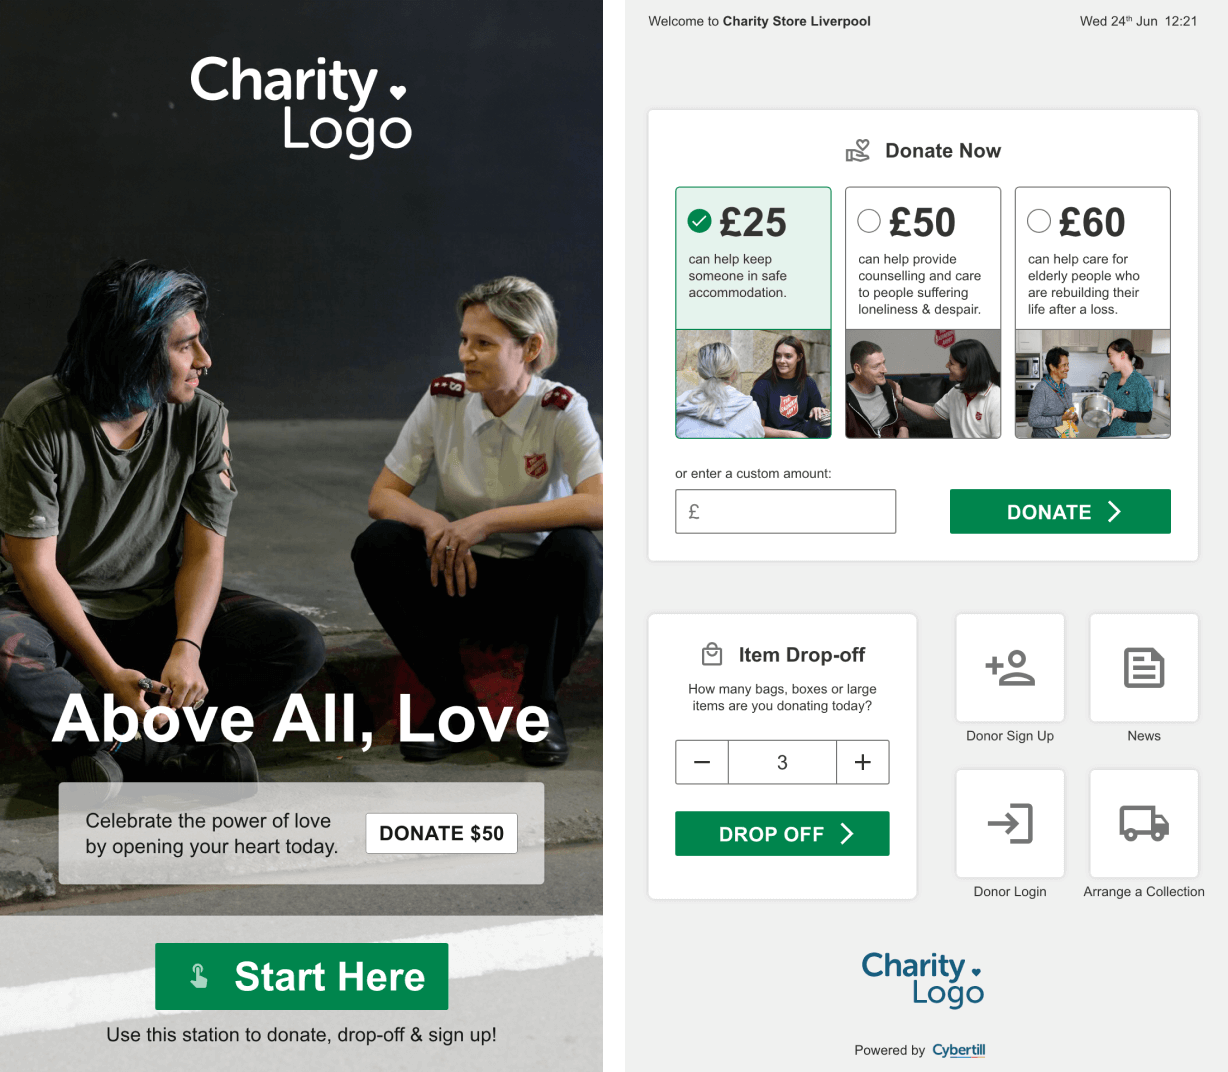 Charity
Logo
Above All, Love
Celebrate the power of love
by opening your heart today.
DONATE $50
Start Here
Use this station to donate, drop-off & sign up!
Welcome to Charity Store Liverpool
Wed 24th Jun 12:21
Donate Now
£25
can help keep
someone in safe
accommodation.
£50
can help provide
counselling and care
to people suffering
loneliness & despair.
£60
can help care for
elderly people who
are rebuilding their
life after a loss.
or enter a custom amount:
£
DONATE
Item Drop-off
How many bags, boxes or large
items are you donating today?
− 3 +
DROP OFF
Donor Sign Up
News
Donor Login
Arrange a Collection
Charity
Logo
Powered by Cybertill